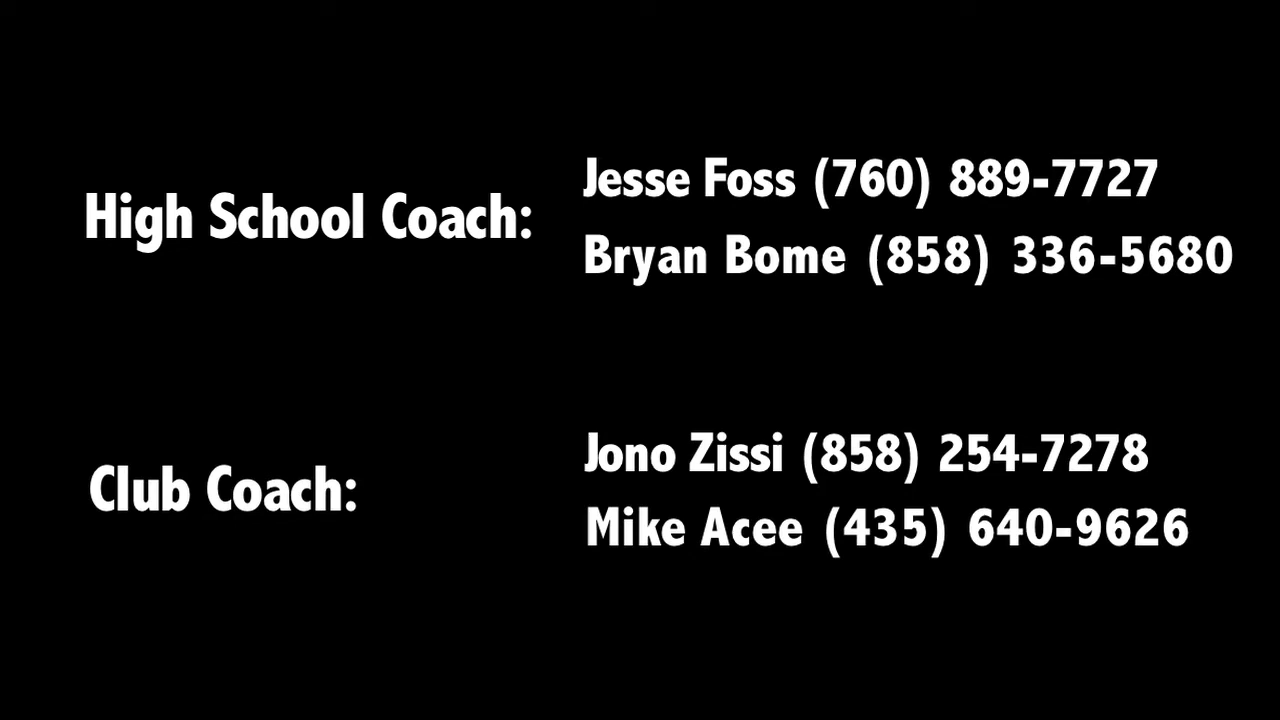 High School Coach:
Jesse Foss (760) 889-7727
Bryan Bome (858) 336-5680
Club Coach:
Jono Zissi (858) 254-7278
Mike Acee (435) 640-9626